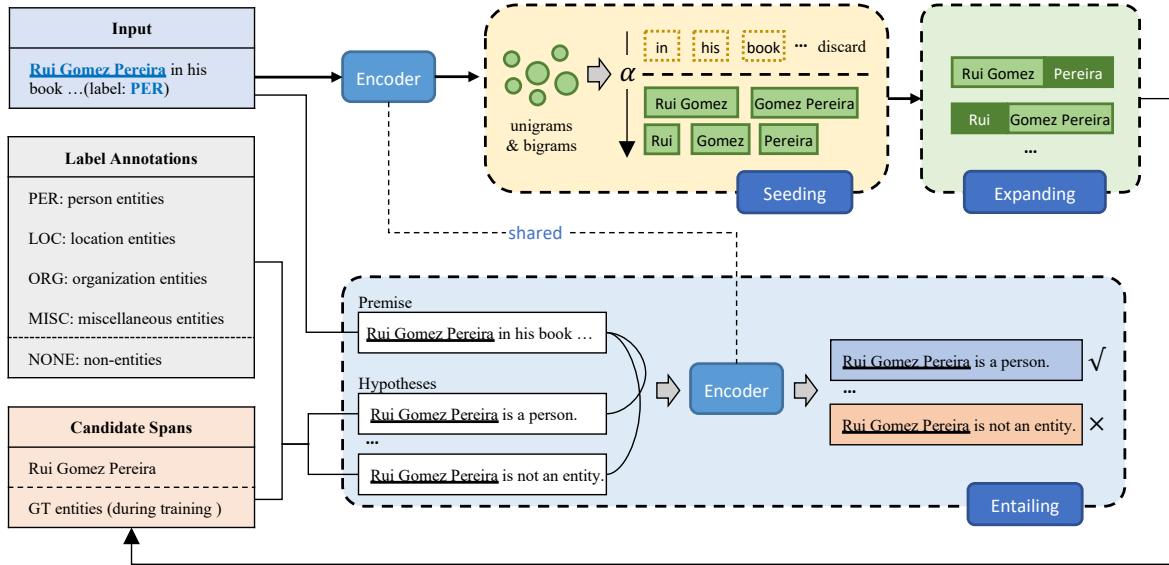 Input
Rui Gomez Pereira in his
book …(label: PER)
Label Annotations
PER: person entities
LOC: location entities
ORG: organization entities
MISC: miscellaneous entities
NONE: non-entities
Candidate Spans
Rui Gomez Pereira
GT entities (during training )
Encoder
unigrams
& bigrams
α
in his book … discard
Rui Gomez Gomez Pereira
Rui Gomez Pereira
Seeding
Rui Gomez Pereira
Rui Gomez Pereira
…
Expanding
shared
Premise
Rui Gomez Pereira in his book …
Hypotheses
Rui Gomez Pereira is a person.
…
Rui Gomez Pereira is not an entity.
Encoder
Rui Gomez Pereira is a person. √
…
Rui Gomez Pereira is not an entity. ×
Entailing